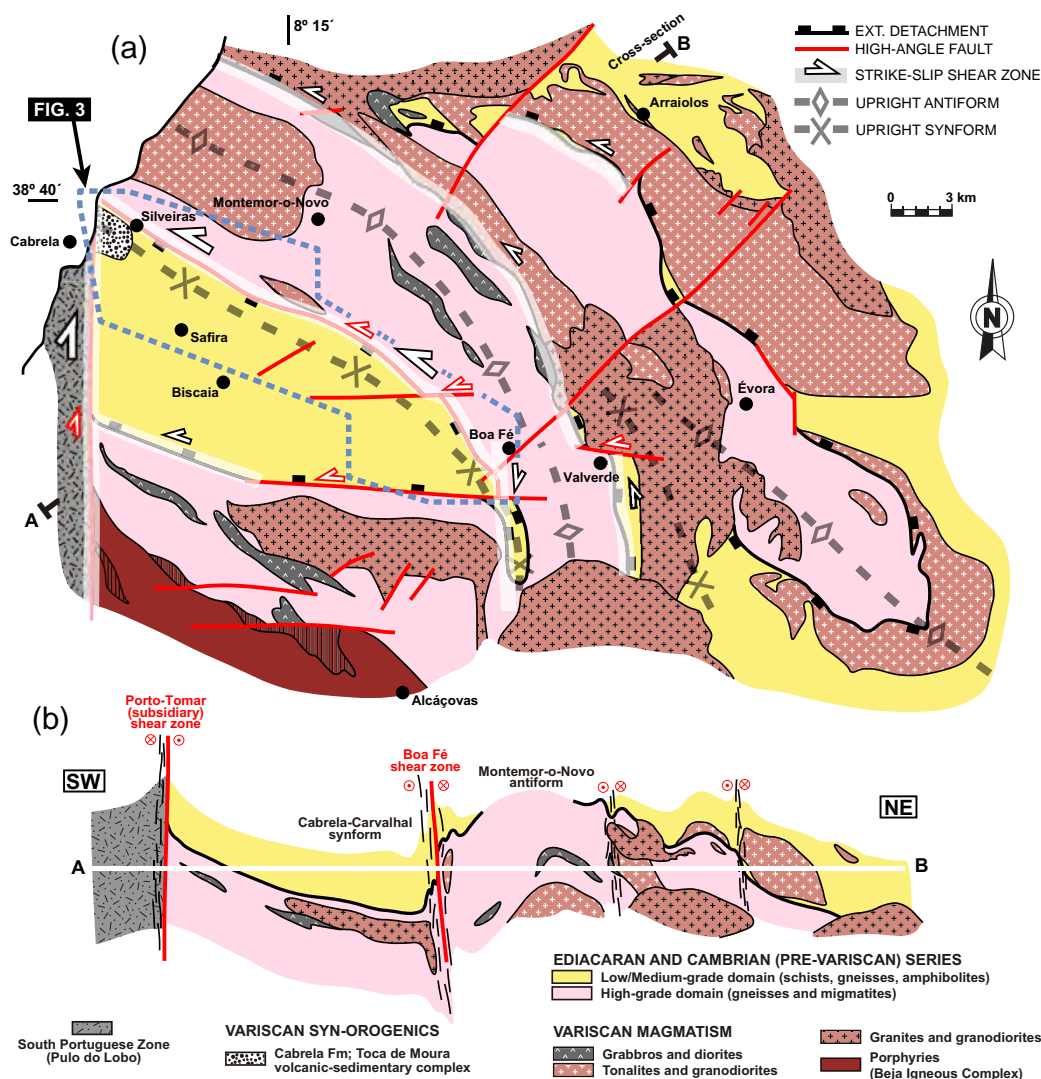 (a)
8º 15´
Cross-section
B
EXT. DETACHMENT
HIGH-ANGLE FAULT
STRIKE-SLIP SHEAR ZONE
UPRIGHT ANTIFORM
UPRIGHT SYNFORM
FIG. 3
Arraiolos
38º 40´
0
3 km
Silveiras
Montemor-o-Novo
Cabrela
N
Safira
Biscaia
Évora
Boa Fé
Valverde
A
Alcáçovas
(b)
Porto-Tomar
(subsidiary)
shear zone
SW
Boa Fé
shear zone
Montemor-o-Novo
antiform
NE
Cabrela-Carvalhal
synform
A
B
EDIACARAN AND CAMBRIAN (PRE-VARISCAN) SERIES
Low/Medium-grade domain (schists, gneisses, amphibolites)
High-grade domain (gneisses and migmatites)
South Portuguese Zone
(Pulo do Lobo)
VARISCAN SYN-OROGENICS
Cabrela Fm; Toca de Moura
volcanic-sedimentary complex
VARISCAN MAGMATISM
Grabbros and diorites
Tonalites and granodiorites
Granites and granodiorites
Porphyries
(Beja Igneous Complex)